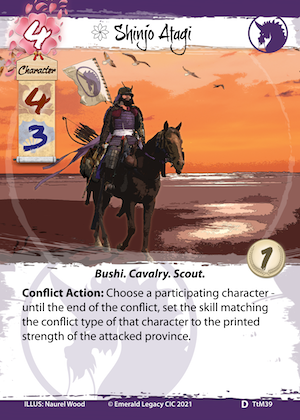 4
Shinjo Atagi
Character
4
3
1
Bushi. Cavalry. Scout.
Conflict Action: Choose a participating character -
until the end of the conflict, set the skill matching
the conflict type of that character to the printed
strength of the attacked province.
ILLUS: Naurel Wood © Emerald Legacy CIC 2021 D TtM39